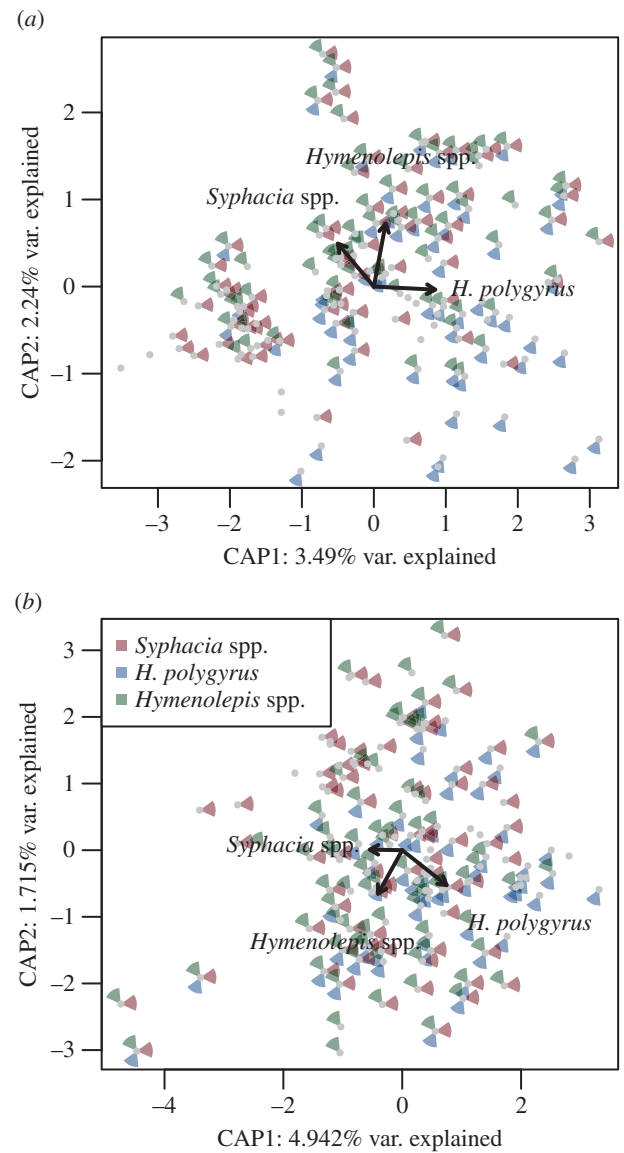 (a)
2
1
0
−1
−2
CAP2: 2.24% var. explained
Hymenolepis spp.
Syphacia spp.
H. polygyrus
−3
−2
−1
0
1
2
3
CAP1: 3.49% var. explained
(b)
Syphacia spp.
H. polygyrus
Hymenolepis spp.
3
2
1
0
−1
−2
−3
CAP2: 1.715% var. explained
Syphacia spp.
H. polygyrus
Hymenolepis spp.
−4
−2
0
2
CAP1: 4.942% var. explained